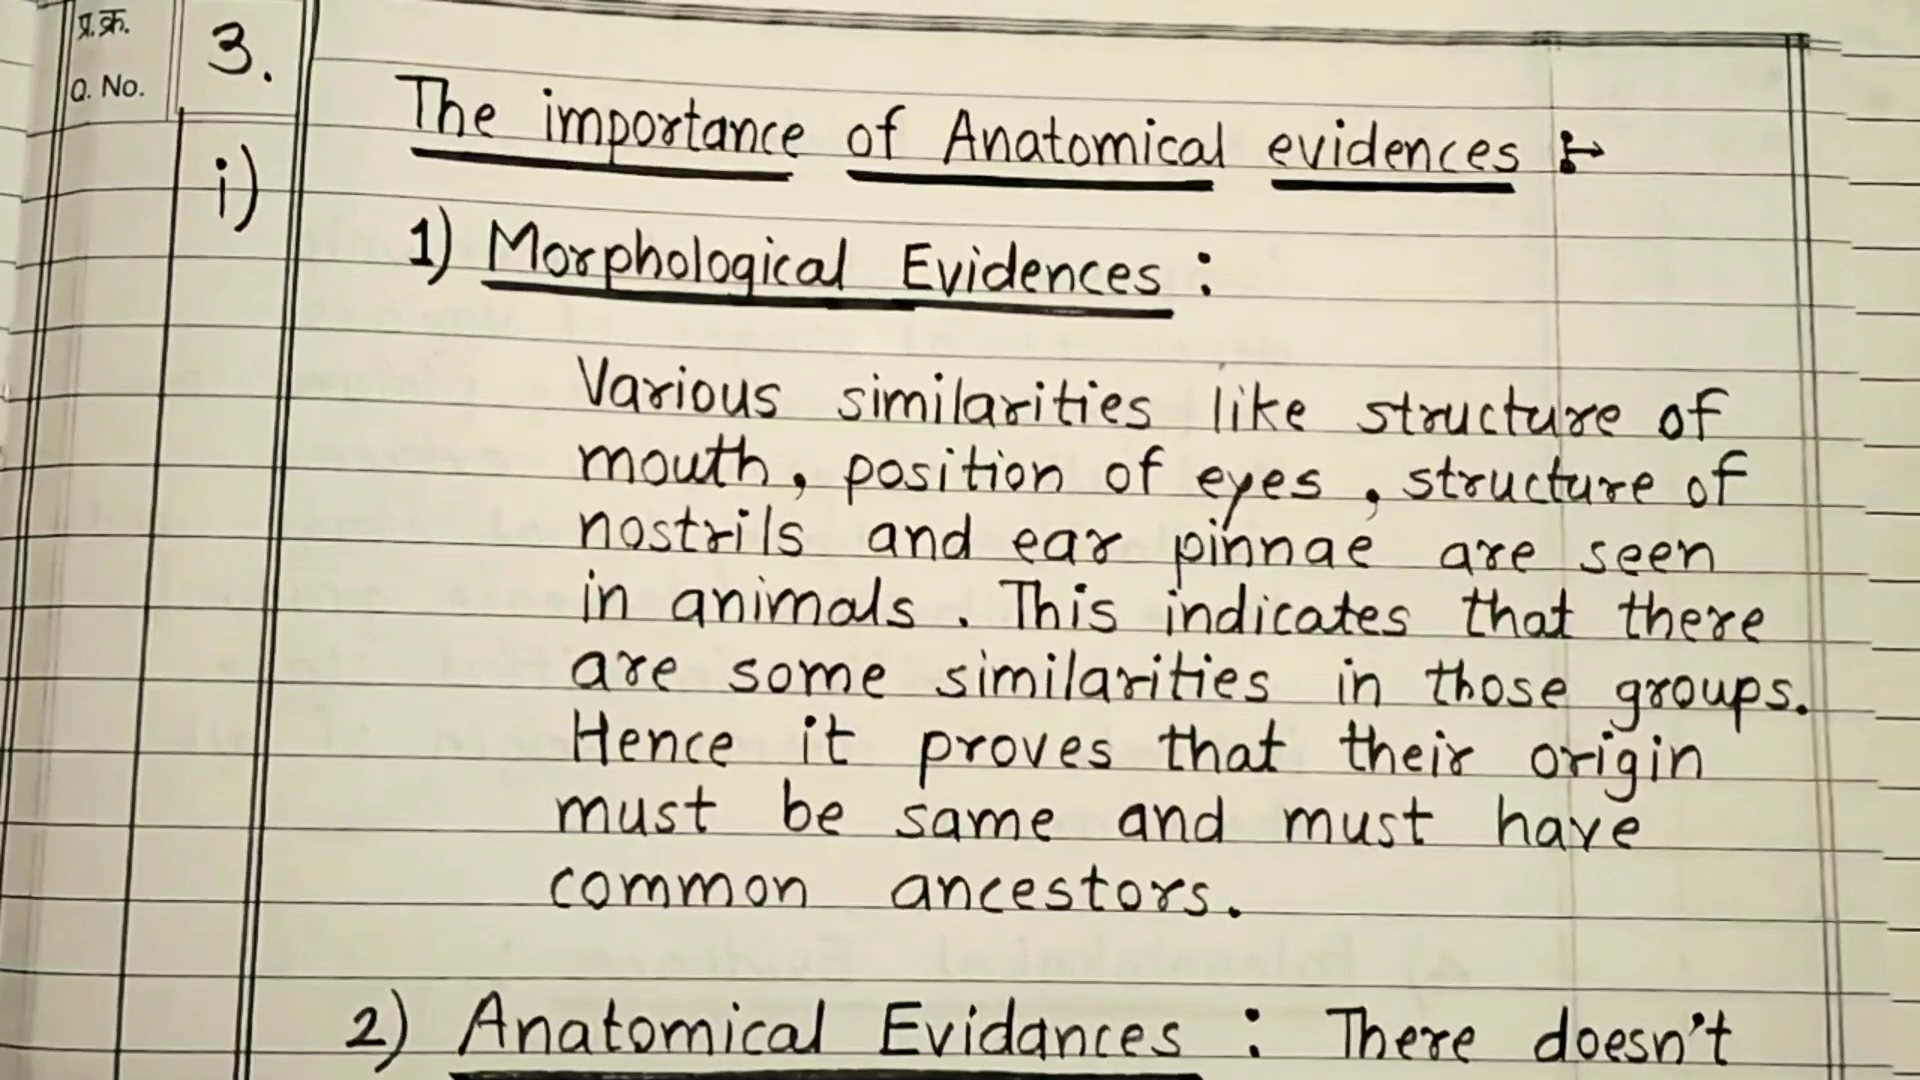 प्र.क्र.
Q. No.
3.
The importance of Anatomical evidences :→
i)
1) Morphological Evidences :
Various similarities like structure of
mouth, position of eyes, structure of
nostrils and ear pinnae are seen
in animals. This indicates that there
are some similarities in those groups.
Hence it proves that their origin
must be same and must have
common ancestors.
2) Anatomical Evidances : There doesn't